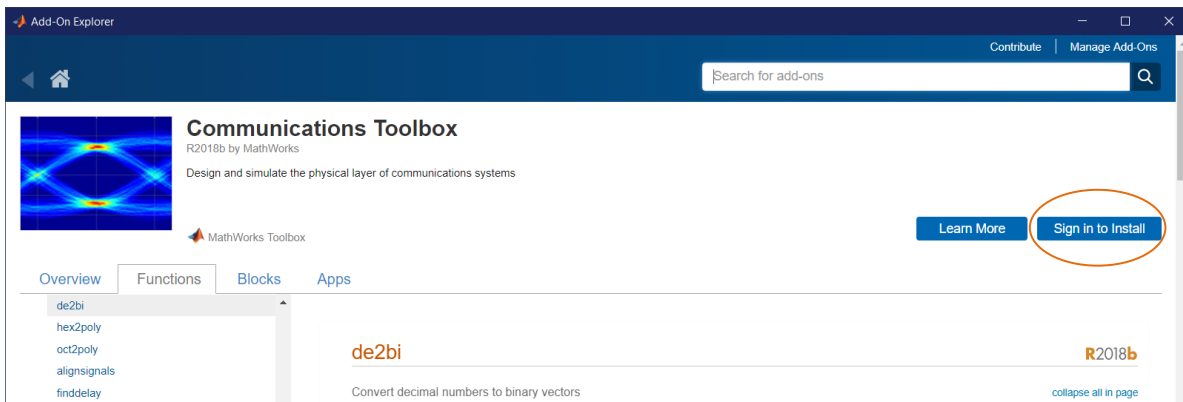 Add-On Explorer
Contribute | Manage Add-Ons
Search for add-ons
Communications Toolbox
R2018b by MathWorks
Design and simulate the physical layer of communications systems
MathWorks Toolbox
Learn More
Sign in to Install
Overview Functions Blocks Apps
de2bi
hex2poly
oct2poly
alignsignals
finddelay
de2bi
R2018b
Convert decimal numbers to binary vectors
collapse all in page